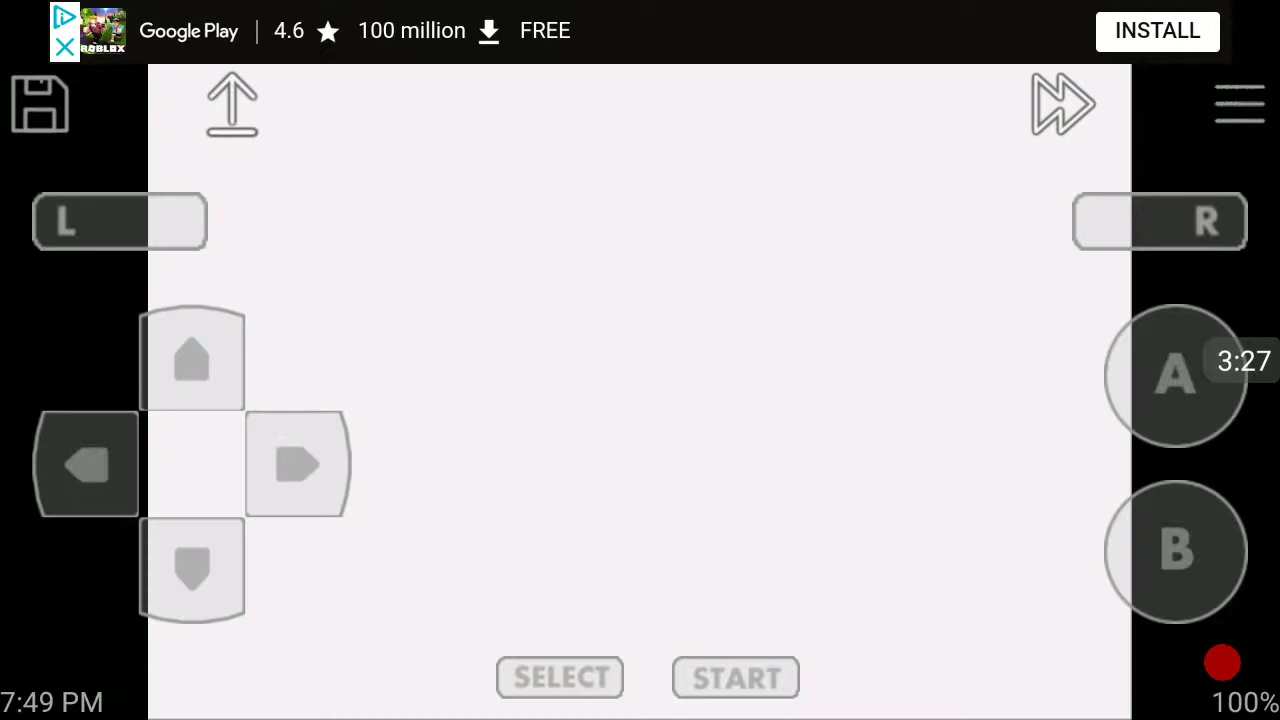 ROBLOX
Google Play
4.6
100 million
FREE
INSTALL
L
R
A
3:27
B
SELECT
START
7:49 PM
100%